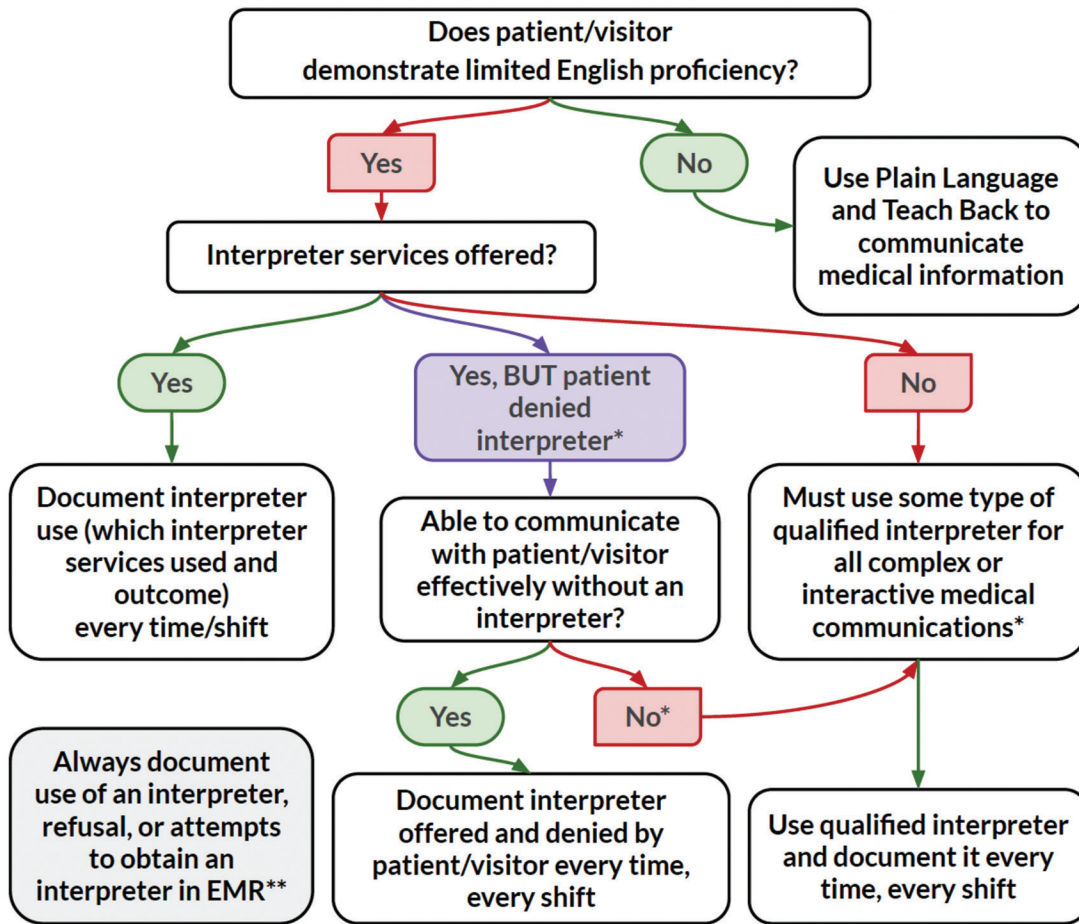 Does patient/visitor
demonstrate limited English proficiency?
Yes
No
Use Plain Language
and Teach Back to
communicate
medical information
Interpreter services offered?
Yes
Yes, BUT patient
denied
interpreter*
No
Document interpreter
use (which interpreter
services used and
outcome)
every time/shift
Able to communicate
with patient/visitor
effectively without an
interpreter?
Must use some type of
qualified interpreter for
all complex or
interactive medical
communications*
Yes
No*
Always document
use of an interpreter,
refusal, or attempts
to obtain an
interpreter in EMR**
Document interpreter
offered and denied by
patient/visitor every time,
every shift
Use qualified interpreter
and document it every
time, every shift